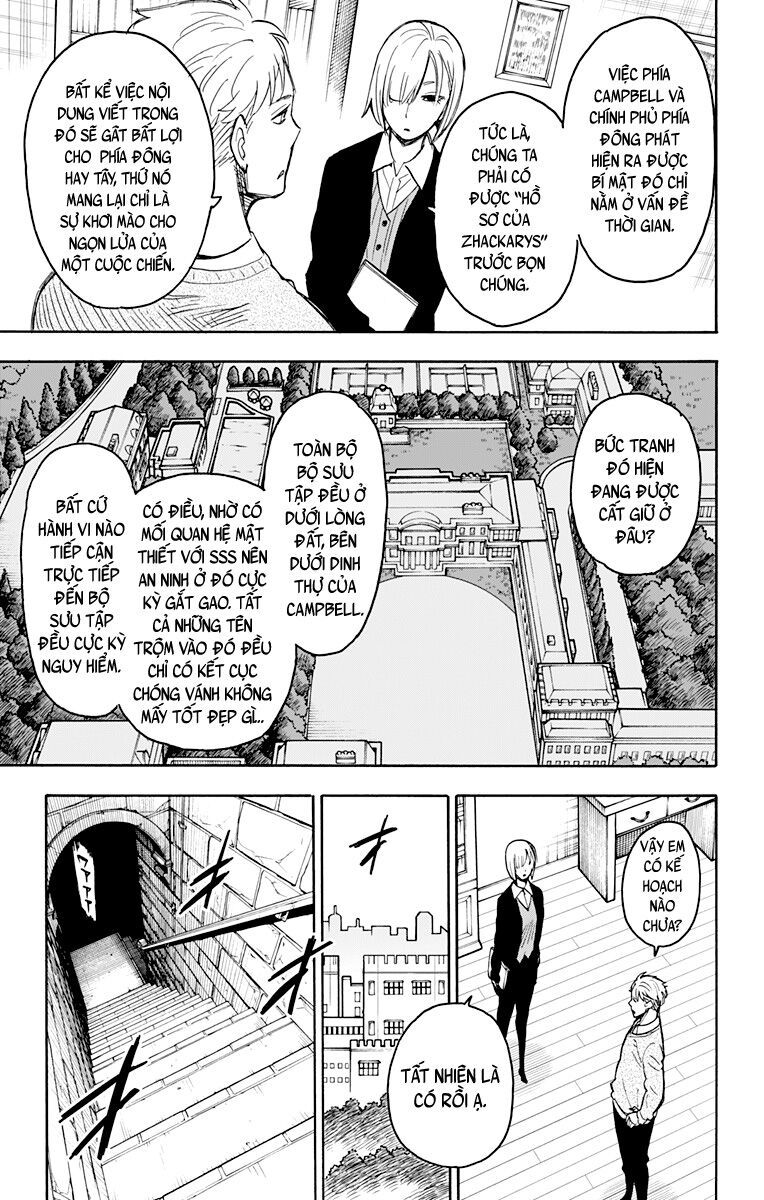 VIỆC PHÍA
CAMPBELL VÀ
CHÍNH PHỦ PHÍA
ĐÔNG PHÁT
HIỆN RA ĐƯỢC
BÍ MẬT ĐÓ CHỈ
NẰM Ở VẤN ĐỀ
THỜI GIAN.
TỨC LÀ,
CHÚNG TA
PHẢI CÓ
ĐƯỢC "HỒ
SƠ CỦA
ZHACKARYS"
TRƯỚC BỌN
CHÚNG.
BẤT KỂ VIỆC NỘI
DUNG VIẾT TRONG
ĐÓ SẼ GẤT BẤT LỢI
CHO PHÍA ĐÔNG
HAY TÂY, THỨ NÓ
MANG LẠI CHỈ LÀ
SỰ KHƠI MÀO CHO
NGỌN LỬA CỦA
MỘT CUỘC CHIẾN.
BỨC TRANH
ĐÓ HIỆN
ĐANG ĐƯỢC
CẤT GIỮ Ở
ĐÂU?
TOÀN BỘ
BỘ SƯU
TẬP ĐỀU Ở
DƯỚI LÒNG
ĐẤT, BÊN
DƯỚI DINH
THỰ CỦA
CAMPBELL.
CÓ ĐIỀU, NHỜ CÓ
MỐI QUAN HỆ MẬT
THIẾT VỚI SSS NÊN
AN NINH Ở ĐÓ CỰC
KỲ GẮT GAO. TẤT
CẢ NHỮNG TÊN
TRỘM VÀO ĐÓ ĐỀU
CHỈ CÓ KẾT CỤC
CHÓNG VÁNH KHÔNG
MẤY TỐT ĐẸP GÌ..
BẤT CỨ
HÀNH VI NÀO
TIẾP CẬN
TRỰC TIẾP
ĐẾN BỘ
SƯU TẬP
ĐỀU CỰC KỲ
NGUY HIỂM.
VẬY EM
CÓ KẾ
HOẠCH
NÀO
CHƯA?
TẤT NHIÊN LÀ
CÓ RỒI Ạ.